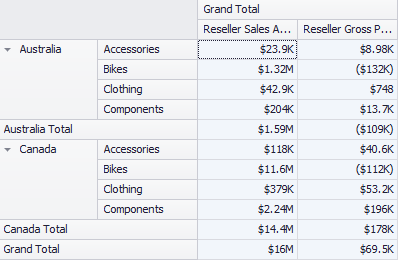 Grand Total
Reseller Sales A... Reseller Gross P...
Australia Accessories $23.9K $8.98K
Bikes $1.32M ($132K)
Clothing $42.9K $748
Components $204K $13.7K
Australia Total $1.59M ($109K)
Canada Accessories $118K $40.6K
Bikes $11.6M ($112K)
Clothing $379K $53.2K
Components $2.24M $196K
Canada Total $14.4M $178K
Grand Total $16M $69.5K